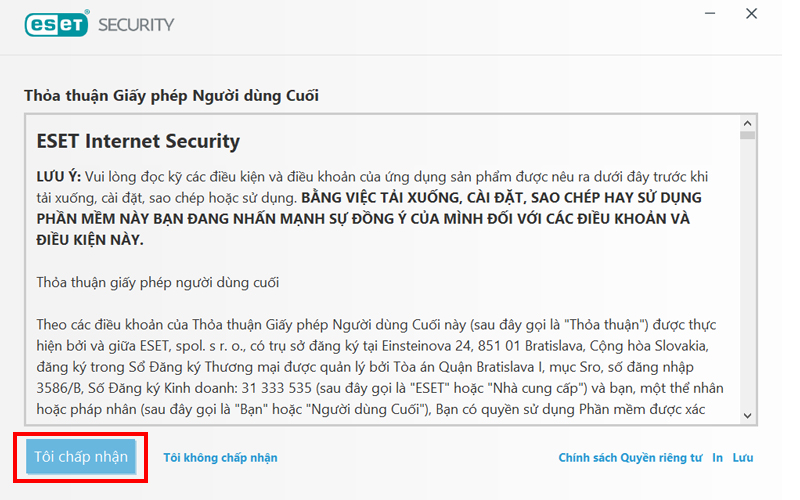 eset® SECURITY
Thỏa thuận Giấy phép Người dùng Cuối
ESET Internet Security
LƯU Ý: Vui lòng đọc kỹ các điều kiện và điều khoản của ứng dụng sản phẩm được nêu ra dưới đây trước khi
tải xuống, cài đặt, sao chép hoặc sử dụng. BẰNG VIỆC TẢI XUỐNG, CÀI ĐẶT, SAO CHÉP HAY SỬ DỤNG
PHẦN MỀM NÀY BẠN ĐANG NHẤN MẠNH SỰ ĐỒNG Ý CỦA MÌNH ĐỐI VỚI CÁC ĐIỀU KHOẢN VÀ
ĐIỀU KIỆN NÀY.
Thỏa thuận giấy phép người dùng cuối
Theo các điều khoản của Thỏa thuận Giấy phép Người dùng Cuối này (sau đây gọi là "Thỏa thuận") được thực
hiện bởi và giữa ESET, spol. s r. o., có trụ sở đăng ký tại Einsteinova 24, 851 01 Bratislava, Cộng hòa Slovakia,
đăng ký trong Sổ Đăng ký Thương mại được quản lý bởi Tòa án Quận Bratislava I, mục Sro, số đăng nhập
3586/B, Số Đăng ký Kinh doanh: 31 333 535 (sau đây gọi là "ESET" hoặc "Nhà cung cấp") và bạn, một thể nhân
hoặc pháp nhân (sau đây gọi là "Bạn" hoặc "Người dùng Cuối"), Bạn có quyền sử dụng Phần mềm được xác
Tôi chấp nhận Tôi không chấp nhận Chính sách Quyền riêng tư In Lưu